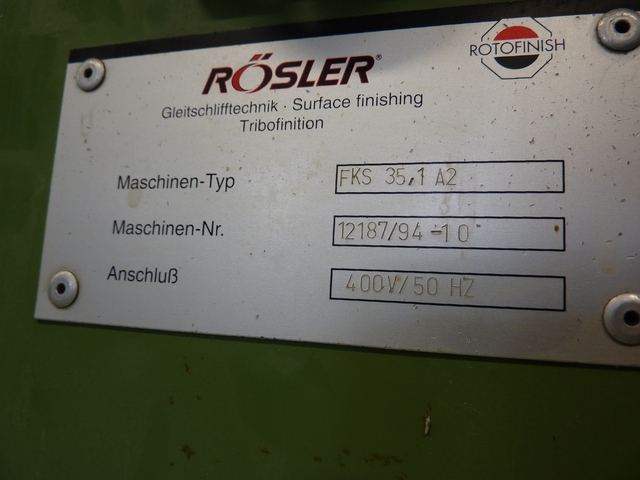 RÖSLER®
ROTOFINISH
Gleitschlifftechnik · Surface finishing
Tribofinition
Maschinen-Typ FKS 35,1 A2
Maschinen-Nr. 12187/94-10
Anschluß 400V/50 HZ